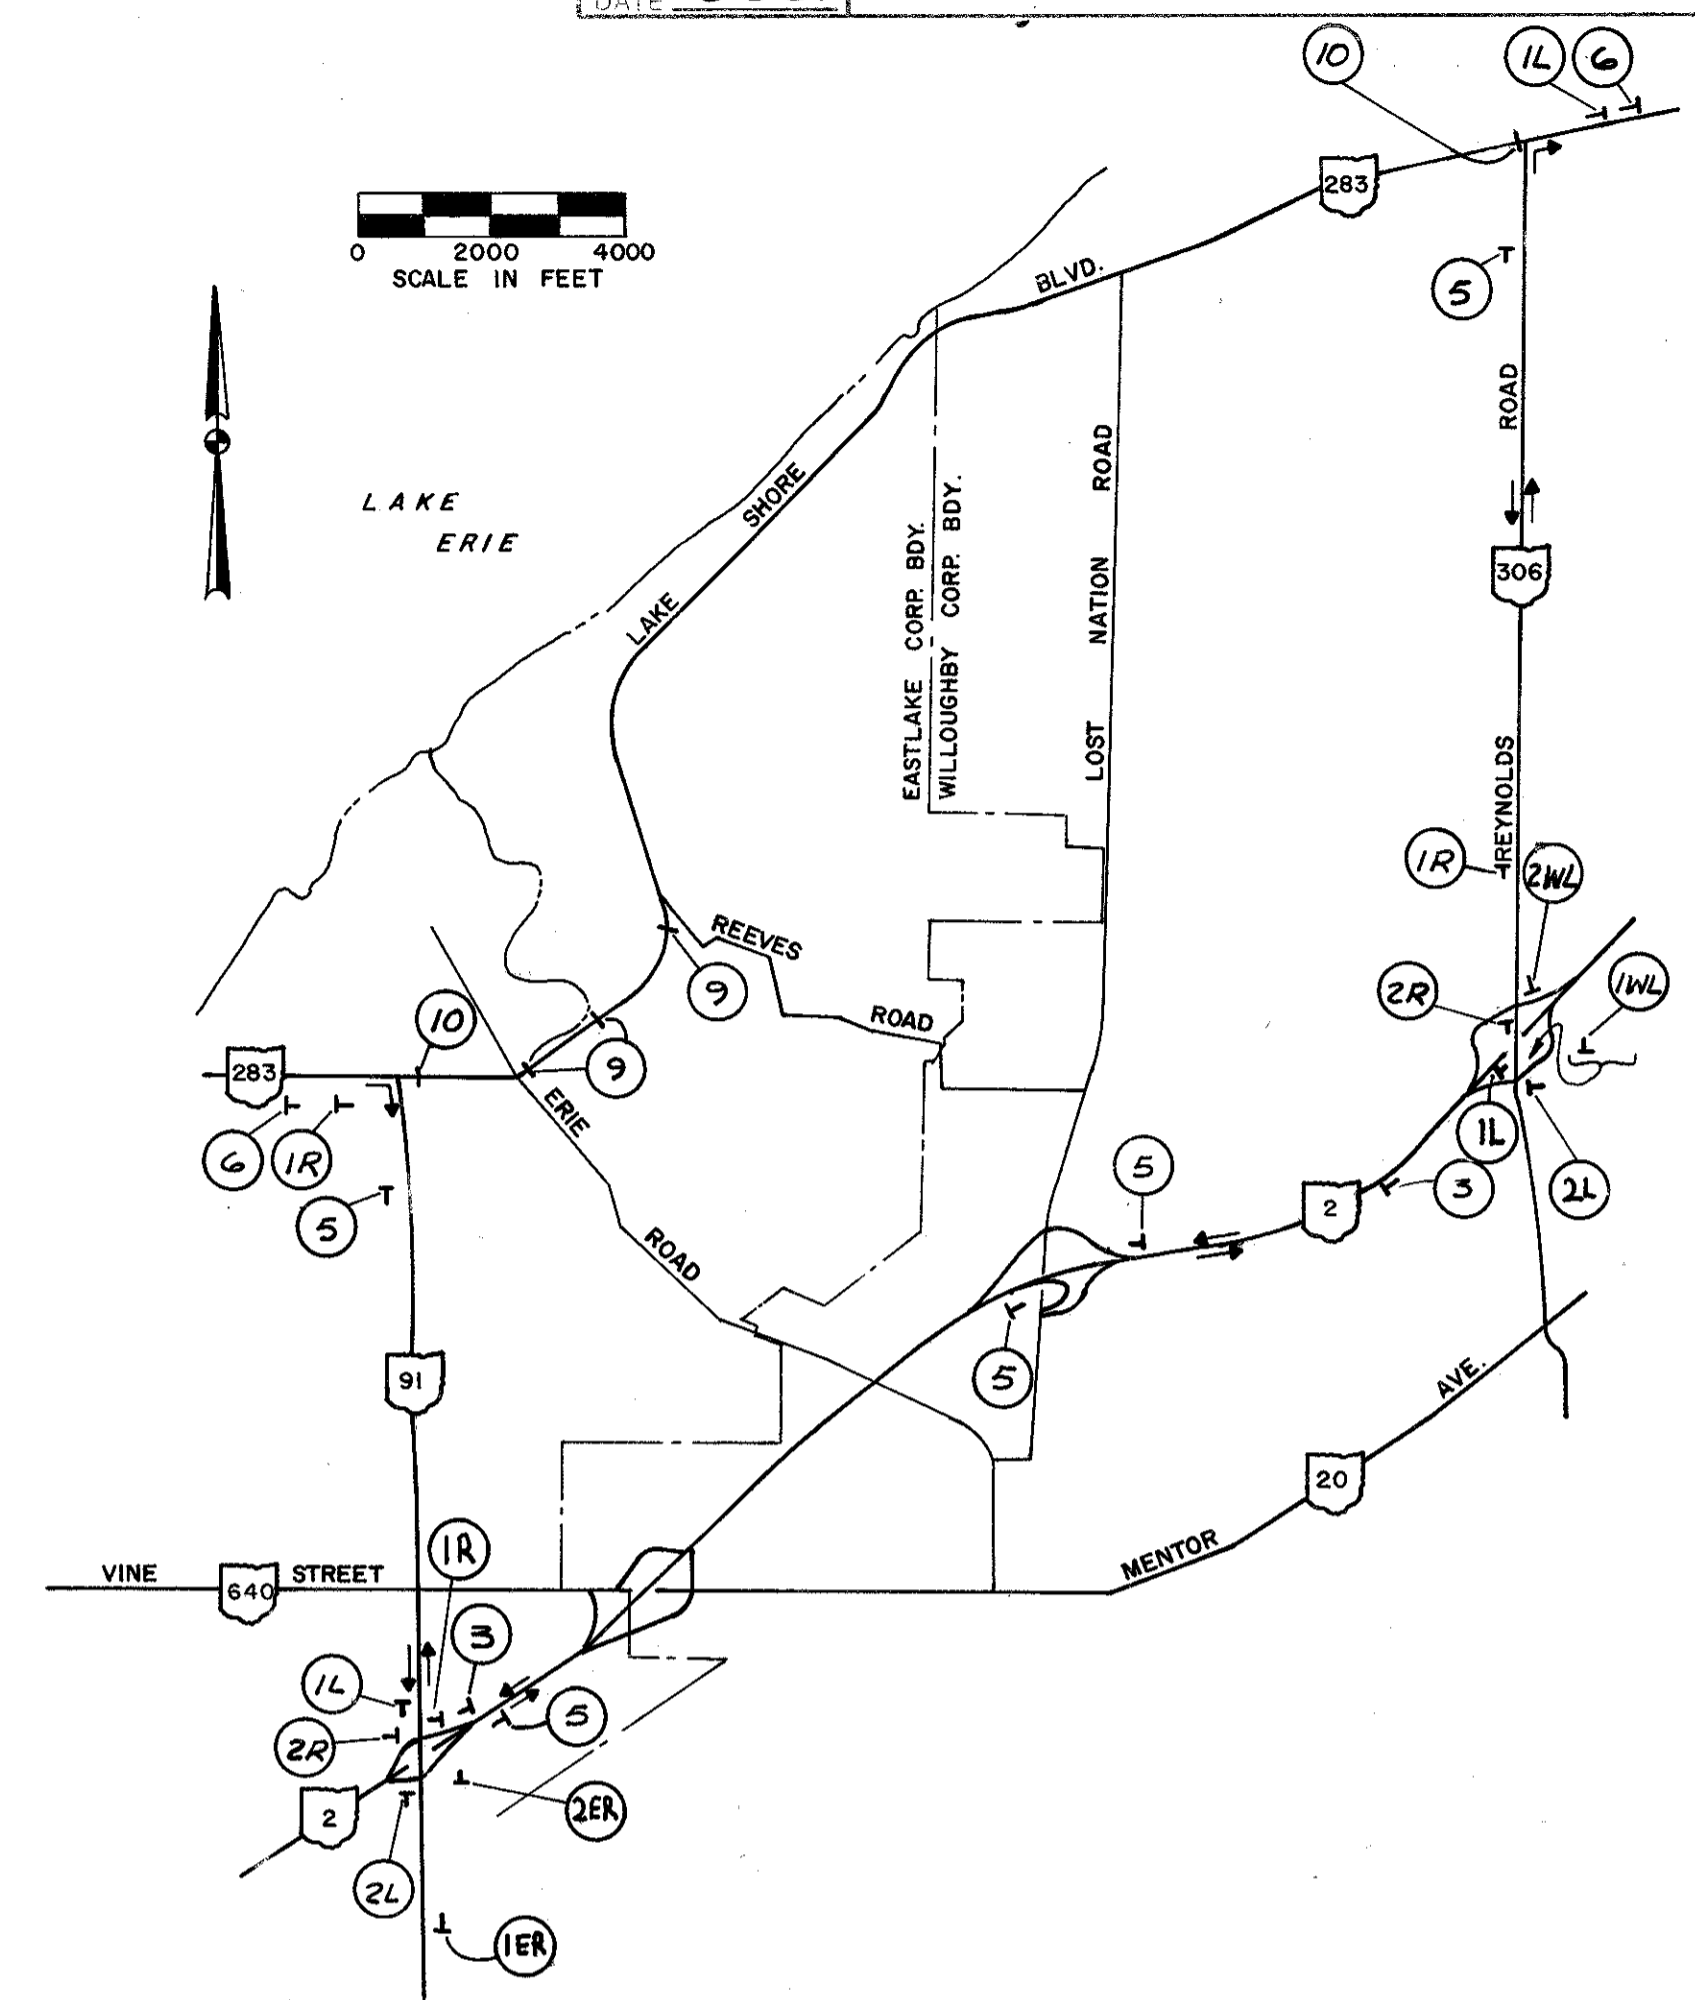 DATE
10
1L
6
283
0 2000 4000
SCALE IN FEET
BLVD.
5
ROAD
ROAD
SHORE
LAKE
ERIE
EASTLAKE CORP. BDY.
WILLOUGHBY CORP. BDY.
NATION
306
LAKE
LOST
REYNOLDS
1R
2WL
REEVES
9
2R
1WL
10
ROAD
283
9
ERIE
1L
6
1R
5
3
2L
5
2
ROAD
91
5
AVE.
20
1R
MENTOR
VINE
STREET
640
3
1L
5
2R
2
2ER
2L
1ER